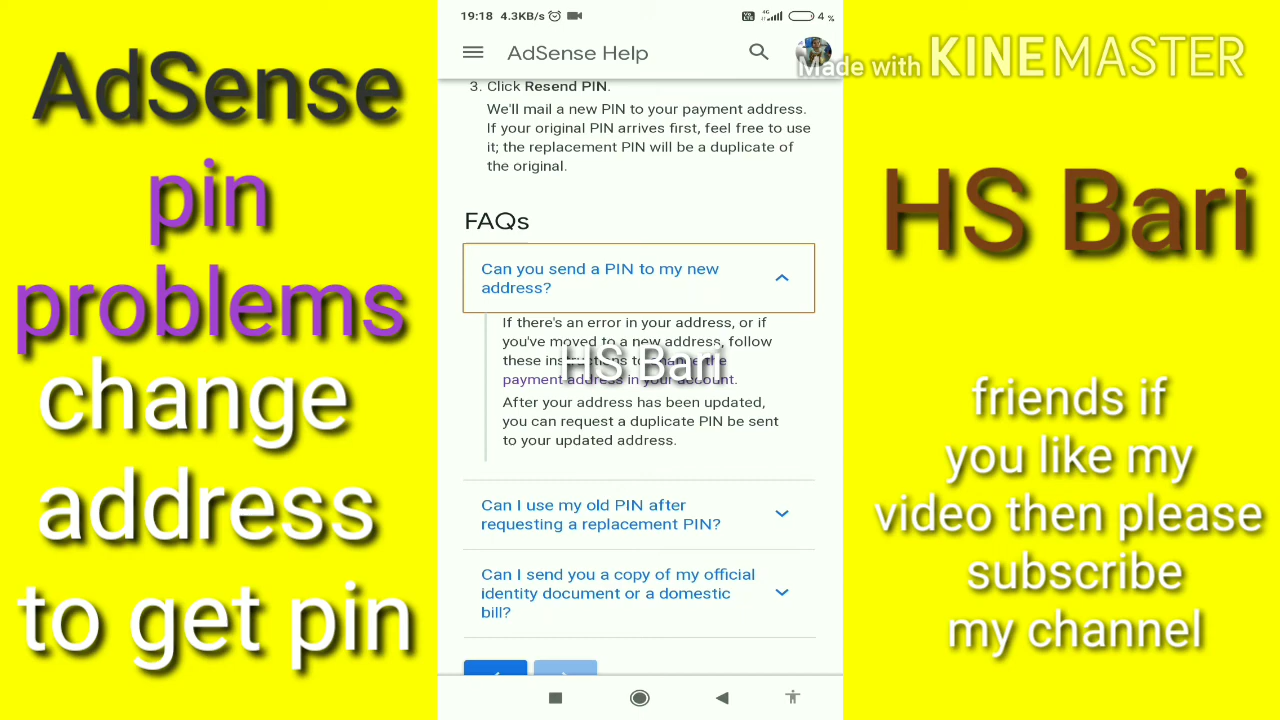 AdSense
pin
problems
change
address
to get pin
19:18 4.3KB/s
4G
4 %
AdSense Help
Made with KINEMASTER
3. Click Resend PIN.
We'll mail a new PIN to your payment address.
If your original PIN arrives first, feel free to use
it; the replacement PIN will be a duplicate of
the original.
FAQs
Can you send a PIN to my new
address?
If there's an error in your address, or if
you've moved to a new address, follow
these instructions to change the
payment address in your account.
HS Bari
After your address has been updated,
you can request a duplicate PIN be sent
to your updated address.
Can I use my old PIN after
requesting a replacement PIN?
Can I send you a copy of my official
identity document or a domestic
bill?
HS Bari
friends if
you like my
video then please
subscribe
my channel